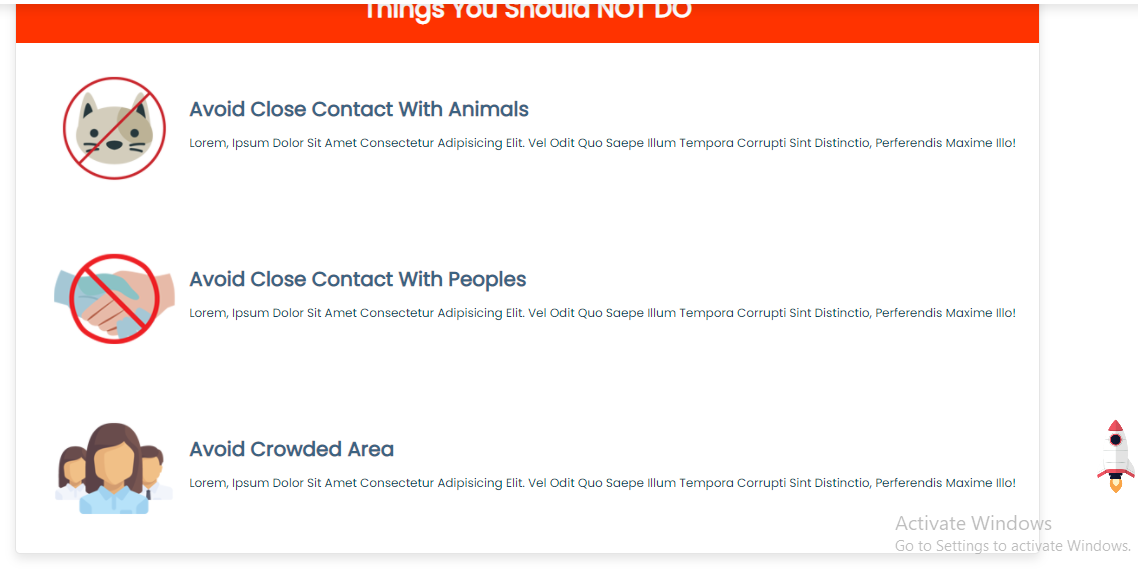 Things You Should NOT DO
Avoid Close Contact With Animals
Lorem, Ipsum Dolor Sit Amet Consectetur Adipisicing Elit. Vel Odit Quo Saepe Illum Tempora Corrupti Sint Distinctio, Perferendis Maxime Illo!
Avoid Close Contact With Peoples
Lorem, Ipsum Dolor Sit Amet Consectetur Adipisicing Elit. Vel Odit Quo Saepe Illum Tempora Corrupti Sint Distinctio, Perferendis Maxime Illo!
Avoid Crowded Area
Lorem, Ipsum Dolor Sit Amet Consectetur Adipisicing Elit. Vel Odit Quo Saepe Illum Tempora Corrupti Sint Distinctio, Perferendis Maxime Illo!
Activate Windows
Go to Settings to activate Windows.